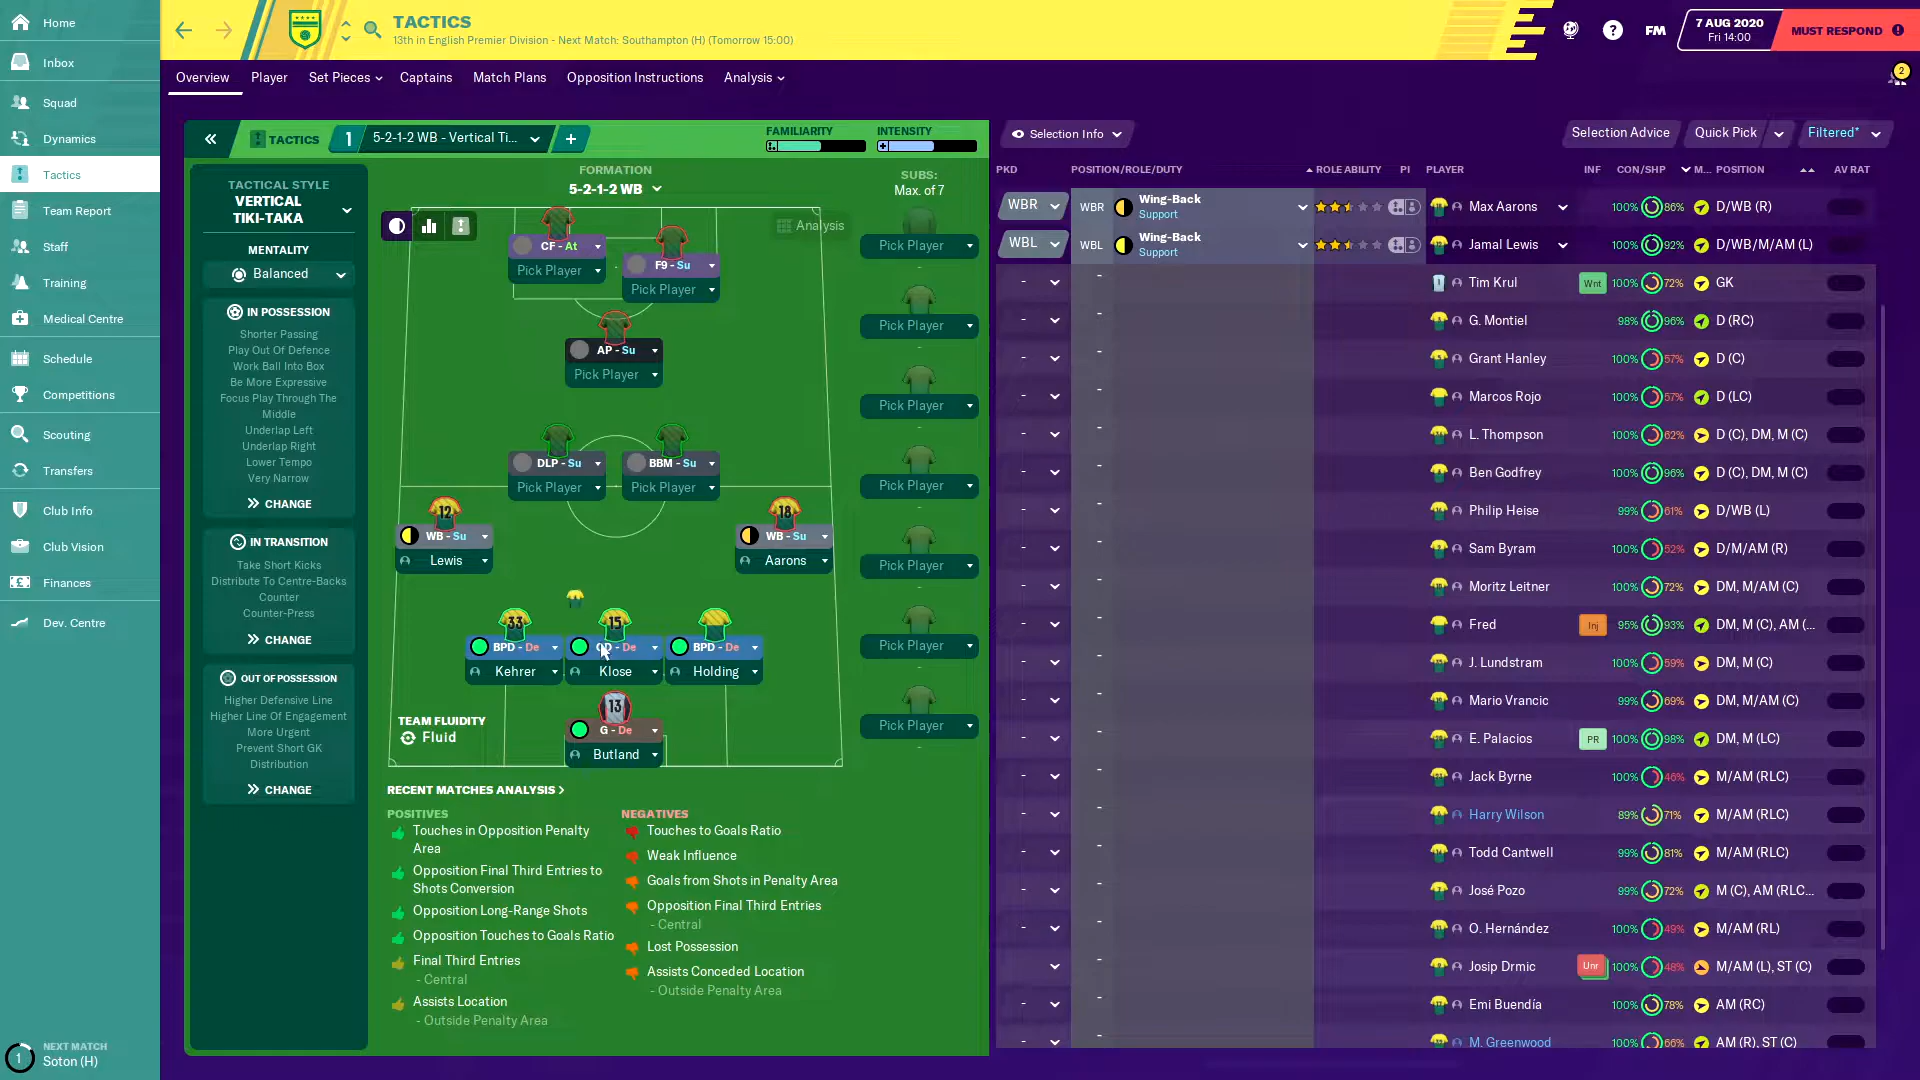 Home
Inbox
Squad
Dynamics
Tactics
Team Report
Staff
Training
Medical Centre
Schedule
Competitions
Scouting
Transfers
Club Info
Club Vision
Finances
Dev. Centre
1
NEXT MATCH
Soton (H)
TACTICS
13th in English Premier Division - Next Match: Southampton (H) (Tomorrow 15:00)
FM
7 AUG 2020
Fri 14:00
MUST RESPOND
2
Overview Player Set Pieces Captains Match Plans Opposition Instructions Analysis
TACTICS 1 5-2-1-2 WB - Vertical Ti...
FAMILIARITY INTENSITY
TACTICAL STYLE
VERTICAL
TIKI-TAKA
MENTALITY
Balanced
IN POSSESSION
Shorter Passing
Play Out Of Defence
Work Ball Into Box
Be More Expressive
Focus Play Through The
Middle
Underlap Left
Underlap Right
Lower Tempo
Very Narrow
CHANGE
IN TRANSITION
Take Short Kicks
Distribute To Centre-Backs
Counter
Counter-Press
CHANGE
OUT OF POSSESSION
Higher Defensive Line
Higher Line Of Engagement
More Urgent
Prevent Short GK
Distribution
CHANGE
FORMATION
5-2-1-2 WB
SUBS:
Max. of 7
Analysis
CF - At
Pick Player
F9 - Su
Pick Player
AP - Su
Pick Player
DLP - Su
Pick Player
BBM - Su
Pick Player
12
WB - Su
Lewis
18
WB - Su
Aarons
33
BPD - De
Kehrer
15
- De
Klose
BPD - De
Holding
13
G - De
Butland
TEAM FLUIDITY
Fluid
Pick Player
Pick Player
Pick Player
Pick Player
Pick Player
Pick Player
Pick Player
RECENT MATCHES ANALYSIS >
POSITIVES
Touches in Opposition Penalty
Area
Opposition Final Third Entries to
Shots Conversion
Opposition Long-Range Shots
Opposition Touches to Goals Ratio
Final Third Entries
- Central
Assists Location
- Outside Penalty Area
NEGATIVES
Touches to Goals Ratio
Weak Influence
Goals from Shots in Penalty Area
Opposition Final Third Entries
- Central
Lost Possession
Assists Conceded Location
- Outside Penalty Area
Selection Info
Selection Advice Quick Pick Filtered*
PKD POSITION/ROLE/DUTY ROLE ABILITY PI PLAYER INF CON/SHP M... POSITION AV RAT
WBR WBR Wing-Back Support Max Aarons 100% 86% D/WB (R)
WBL WBL Wing-Back Support Jamal Lewis 100% 92% D/WB/M/AM (L)
- - Tim Krul Wnt 100% 72% GK
- - G. Montiel 98% 96% D (RC)
- - Grant Hanley 100% 57% D (C)
- - Marcos Rojo 100% 57% D (LC)
- - L. Thompson 100% 62% D (C), DM, M (C)
- - Ben Godfrey 100% 96% D (C), DM, M (C)
- - Philip Heise 99% 61% D/WB (L)
- - Sam Byram 100% 52% D/M/AM (R)
- - Moritz Leitner 100% 72% DM, M/AM (C)
- - Fred Inj 95% 93% DM, M (C), AM (...
- - J. Lundstram 100% 59% DM, M (C)
- - Mario Vrancic 99% 69% DM, M/AM (C)
- - E. Palacios PR 100% 98% DM, M (LC)
- - Jack Byrne 100% 46% M/AM (RLC)
- - Harry Wilson 89% 71% M/AM (RLC)
- - Todd Cantwell 99% 81% M/AM (RLC)
- - José Pozo 99% 72% M (C), AM (RLC...
- - O. Hernández 100% 49% M/AM (RL)
- - Josip Drmic Unr 100% 48% M/AM (L), ST (C)
- - Emi Buendía 100% 78% AM (RC)
- - M. Greenwood 100% 66% AM (R), ST (C)